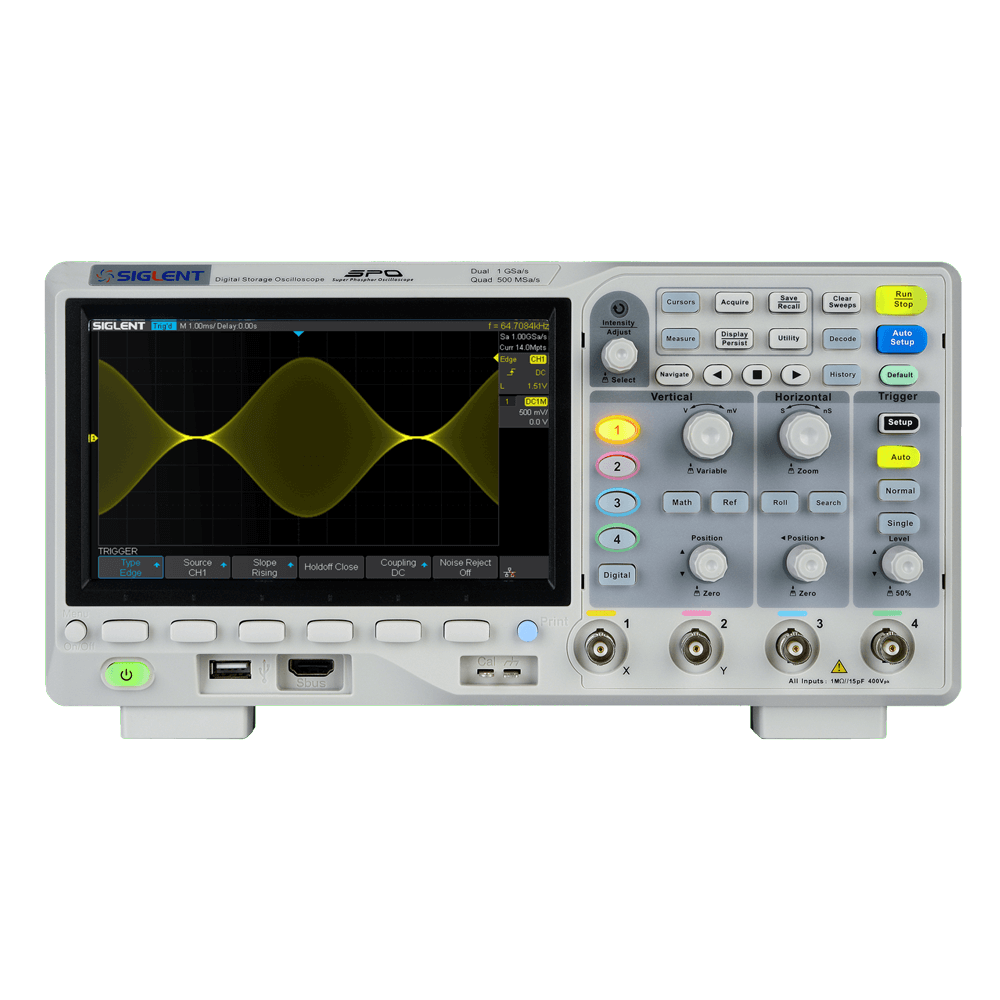 SIGLENT Digital Storage Oscilloscope SPO Super Phosphor Oscilloscope
Dual 1 GSa/s
Quad 500 MSa/s
SIGLENT Trig'd M 1.00ms/ Delay:0.00s f = 64.7084kHz
Sa 1.00GSa/s
Curr 14.0Mpts
Edge CH1
DC
L 1.51V
1 DC1M
500 mV/
0.0 V
TRIGGER
Type
Edge
Source
CH1
Slope
Rising
Holdoff Close
Coupling
DC
Noise Reject
Off
Menu
On/Off
Print
Sbus
Cal
Intensity
Adjust
Select
Cursors
Acquire
Save
Recall
Clear
Sweeps
Run
Stop
Measure
Display
Persist
Utility
Decode
Auto
Setup
Navigate
History
Default
Vertical
V mV
Variable
1
2
3
4
Digital
Math
Ref
Position
Zero
Horizontal
S nS
Zoom
Roll
Search
Position
Zero
Trigger
Setup
Auto
Normal
Single
Level
50%
1
X
2
Y
3
4
All Inputs : 1MΩ//15pF 400Vpk